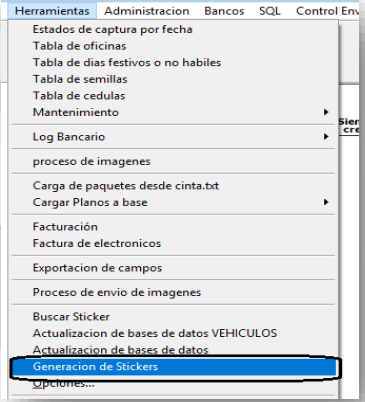 Herramientas Administracion Bancos SQL Control Env
Estados de captura por fecha
Tabla de oficinas
Tabla de dias festivos o no habiles
Tabla de semillas
Tabla de cedulas
Mantenimiento
Log Bancario
proceso de imagenes
Carga de paquetes desde cinta.txt
Cargar Planos a base
Facturación
Factura de electronicos
Exportacion de campos
Proceso de envio de imagenes
Buscar Sticker
Actualizacion de bases de datos VEHICULOS
Actualizacion de bases de datos
Generacion de Stickers
Opciones...
Sien
cre